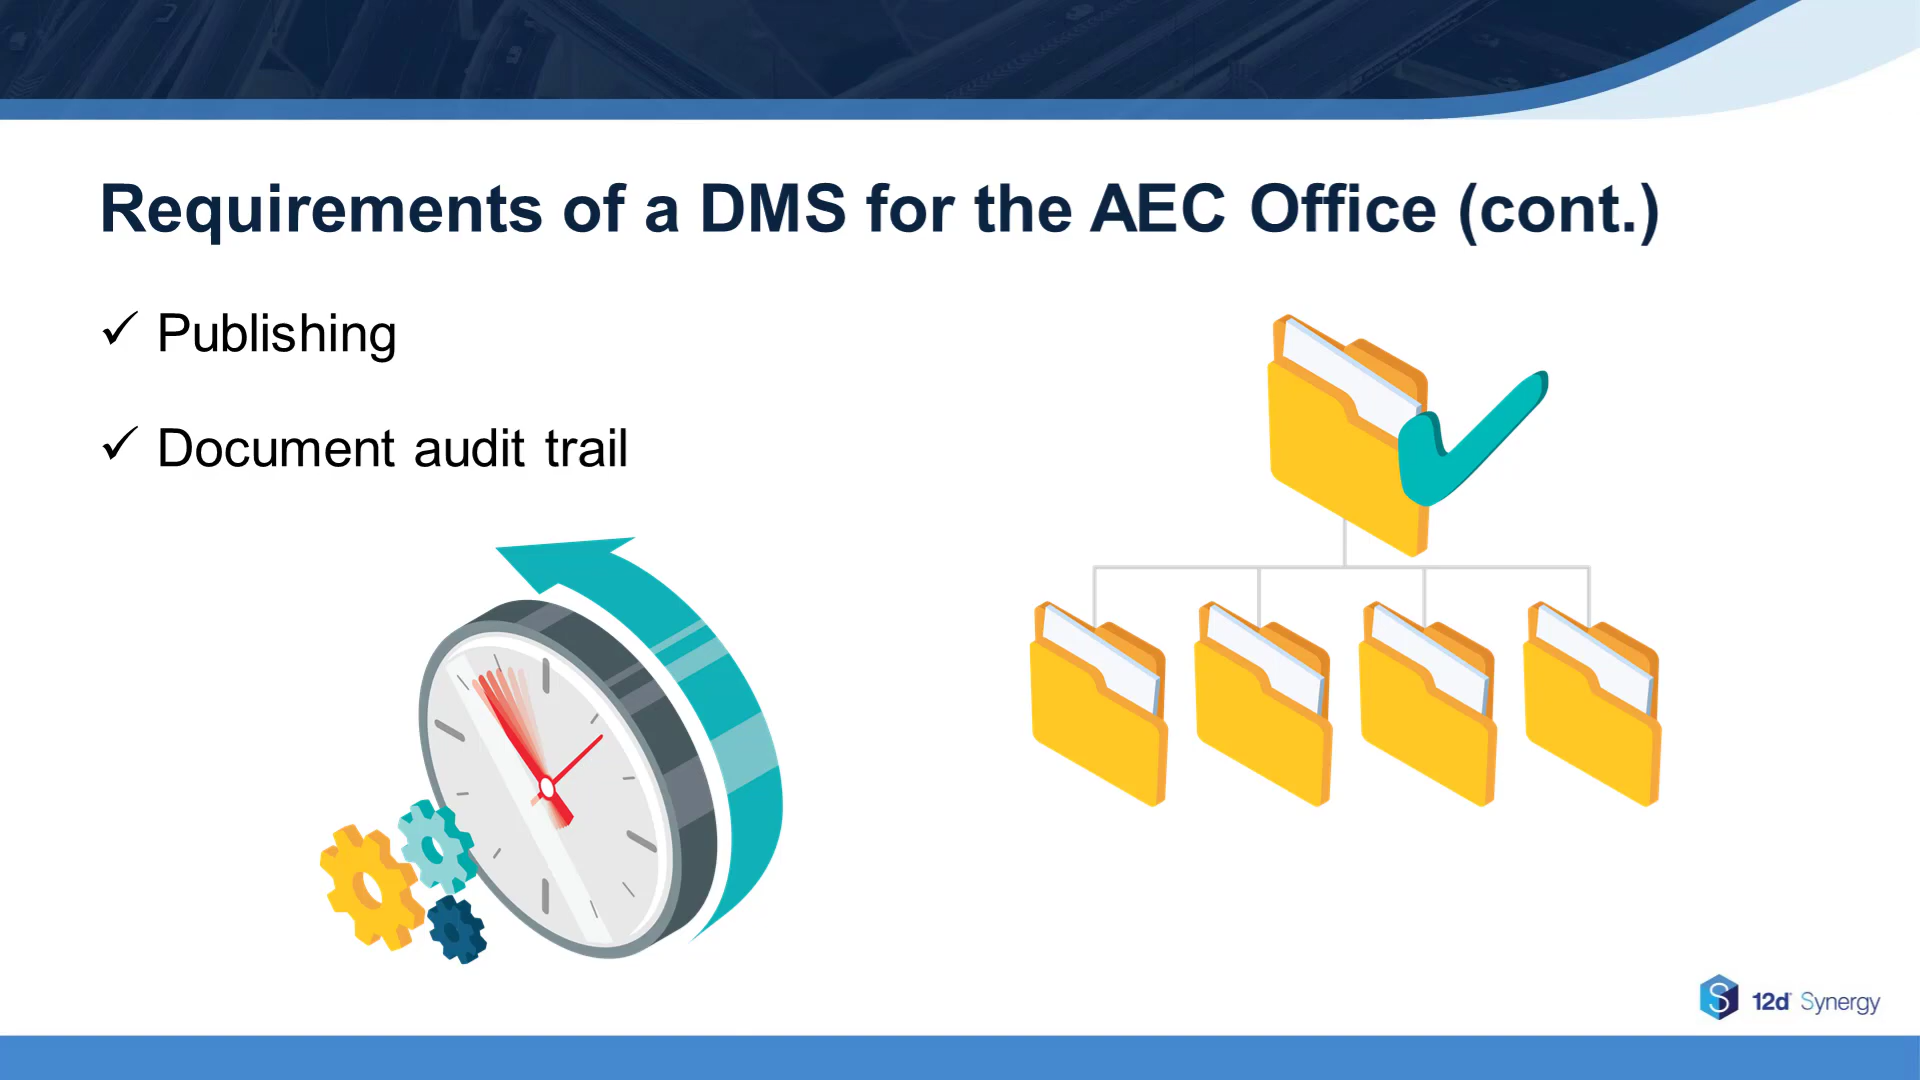 Requirements of a DMS for the AEC Office (cont.)
✓ Publishing
✓ Document audit trail
12d Synergy